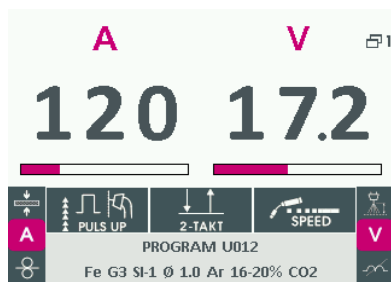 A V
1
120 17.2
PULS UP 2-TAKT SPEED
A V
PROGRAM U012
Fe G3 SI-1 Ø 1.0 Ar 16-20% CO2